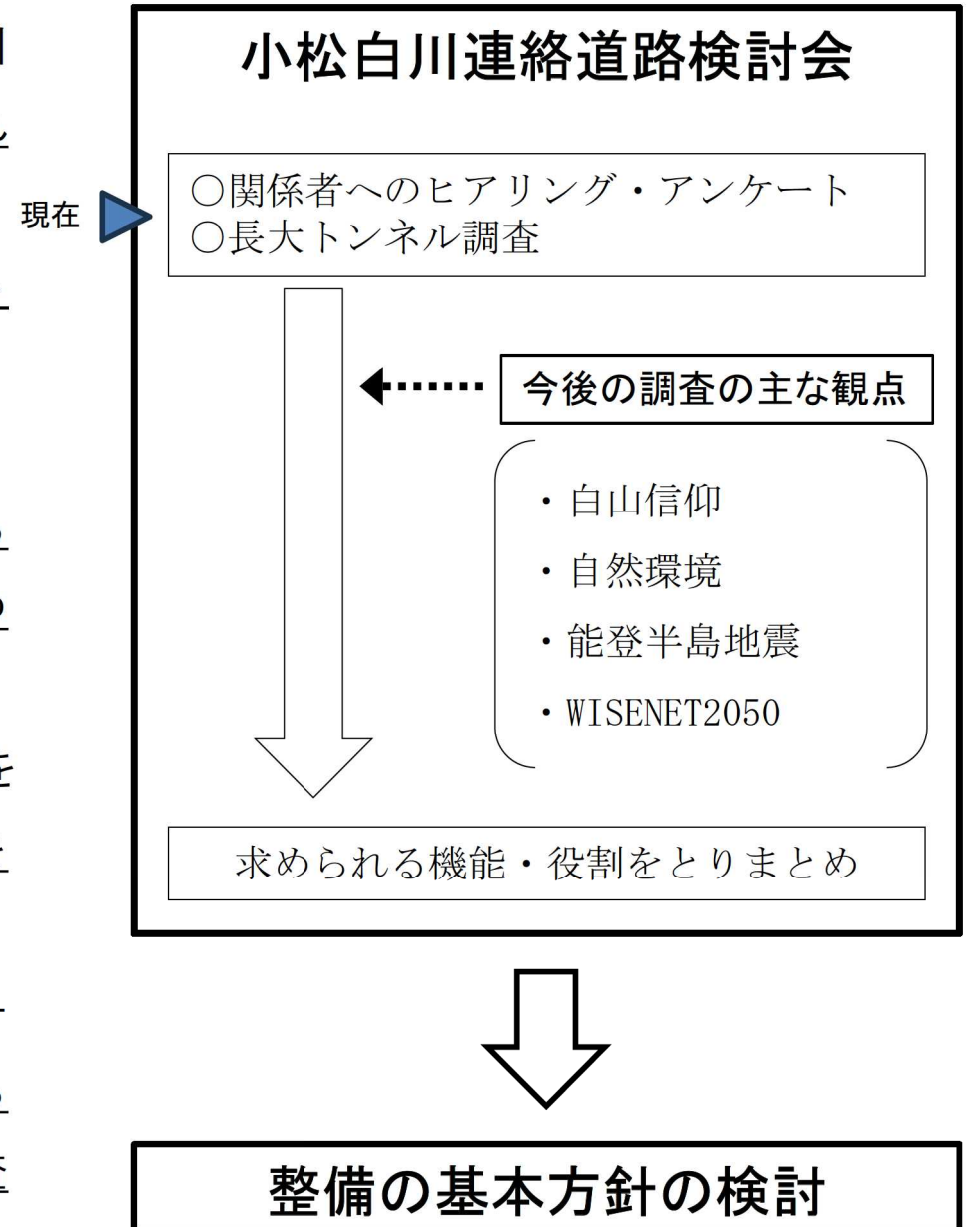 小松白川連絡道路検討会
現在
○関係者へのヒアリング・アンケート
○長大トンネル調査
今後の調査の主な観点
・白山信仰
・自然環境
・能登半島地震
・WISENET2050
求められる機能・役割をとりまとめ
を
整備の基本方針の検討